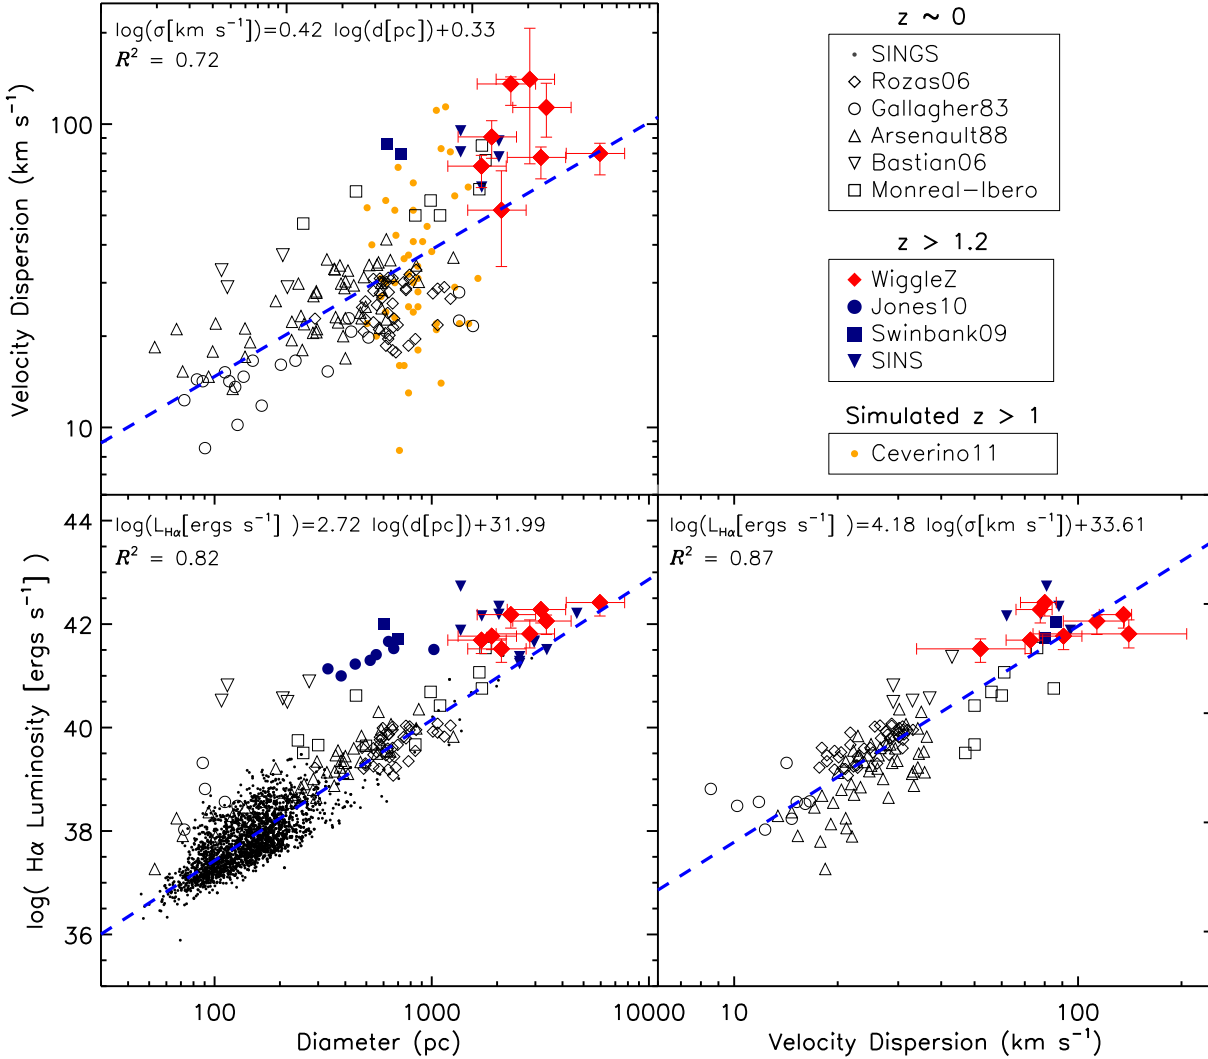 log(σ[km s⁻¹])=0.42 log(d[pc])+0.33
R² = 0.72
100
10
Velocity Dispersion (km s⁻¹)
z ~ 0
SINGS
Rozas06
Gallagher83
Arsenault88
Bastian06
Monreal-Ibero
z > 1.2
WiggleZ
Jones10
Swinbank09
SINS
Simulated z > 1
Ceverino11
log(L_Hα[ergs s⁻¹ ])=2.72 log(d[pc])+31.99
R² = 0.82
44
42
40
38
36
log( Hα Luminosity [ergs s⁻¹] )
100
1000
10000
Diameter (pc)
log(L_Hα[ergs s⁻¹ ])=4.18 log(σ[km s⁻¹])+33.61
R² = 0.87
10
100
Velocity Dispersion (km s⁻¹)